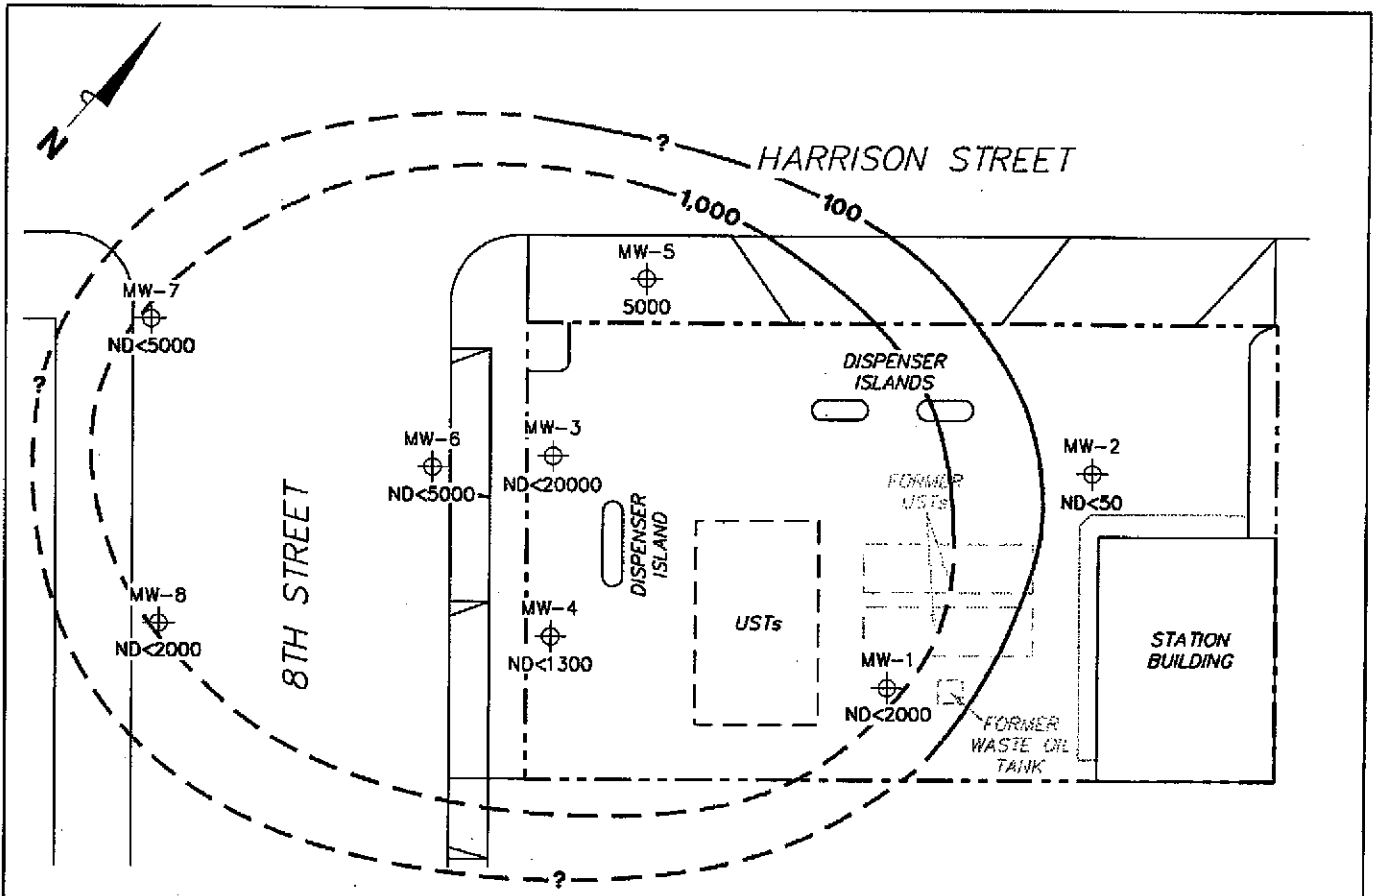 N
HARRISON STREET
?
1,000
100
MW-5
5000
MW-7
ND<5000
DISPENSER
ISLANDS
?
MW-6
ND<5000
MW-3
ND<20000
MW-2
ND<50
FORMER
USTs
8TH STREET
DISPENSER
ISLAND
MW-8
ND<2000
MW-4
ND<1300
USTs
STATION
BUILDING
MW-1
ND<2000
FORMER
WASTE OIL
TANK
?